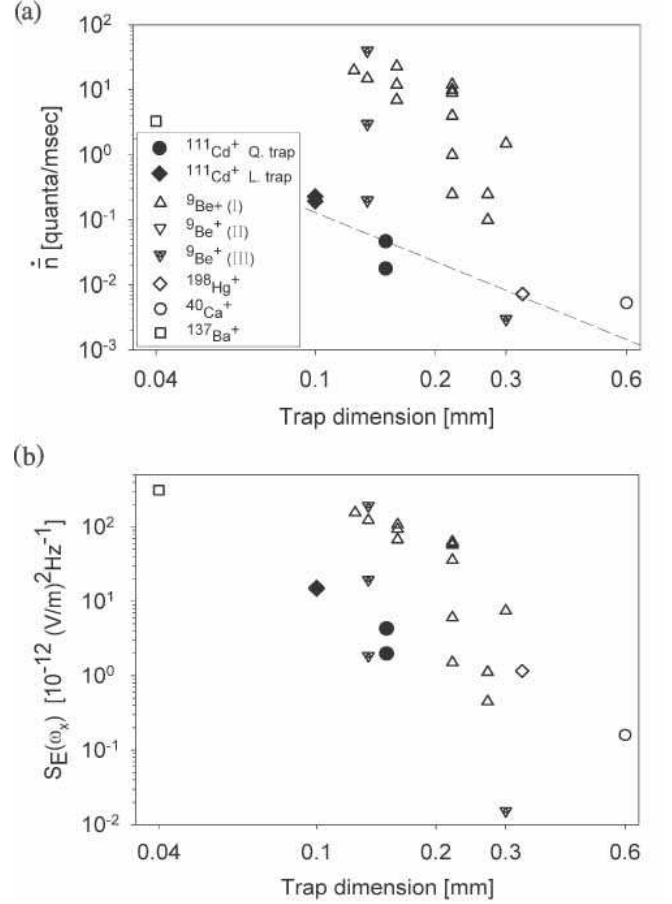 (a)
10²
10¹
10⁰
10⁻¹
10⁻²
10⁻³
ṅ̄ [quanta/msec]
¹¹¹Cd⁺ Q. trap
¹¹¹Cd⁺ L. trap
⁹Be+ (I)
⁹Be⁺ (II)
⁹Be⁺ (III)
¹⁹⁸Hg⁺
⁴⁰Ca⁺
¹³⁷Ba⁺
0.04 0.1 0.2 0.3 0.6
Trap dimension [mm]
(b)
10²
10¹
10⁰
10⁻¹
10⁻²
S_E(ω_x) [10⁻¹² (V/m)²Hz⁻¹]
0.04 0.1 0.2 0.3 0.6
Trap dimension [mm]